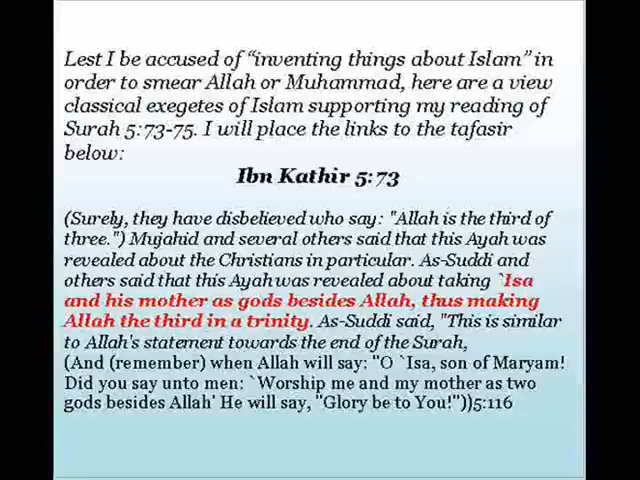 Lest I be accused of “inventing things about Islam” in
order to smear Allah or Muhammad, here are a view
classical exegetes of Islam supporting my reading of
Surah 5:73-75. I will place the links to the tafasir
below:
Ibn Kathir 5:73
(Surely, they have disbelieved who say: "Allah is the third of
three.") Mujahid and several others said that this Ayah was
revealed about the Christians in particular. As-Suddi and
others said that this Ayah was revealed about taking `Isa
and his mother as gods besides Allah, thus making
Allah the third in a trinity. As-Suddi said, "This is similar
to Allah's statement towards the end of the Surah,
(And (remember) when Allah will say: "O `Isa, son of Maryam!
Did you say unto men: `Worship me and my mother as two
gods besides Allah' He will say, "Glory be to You!"))5:116